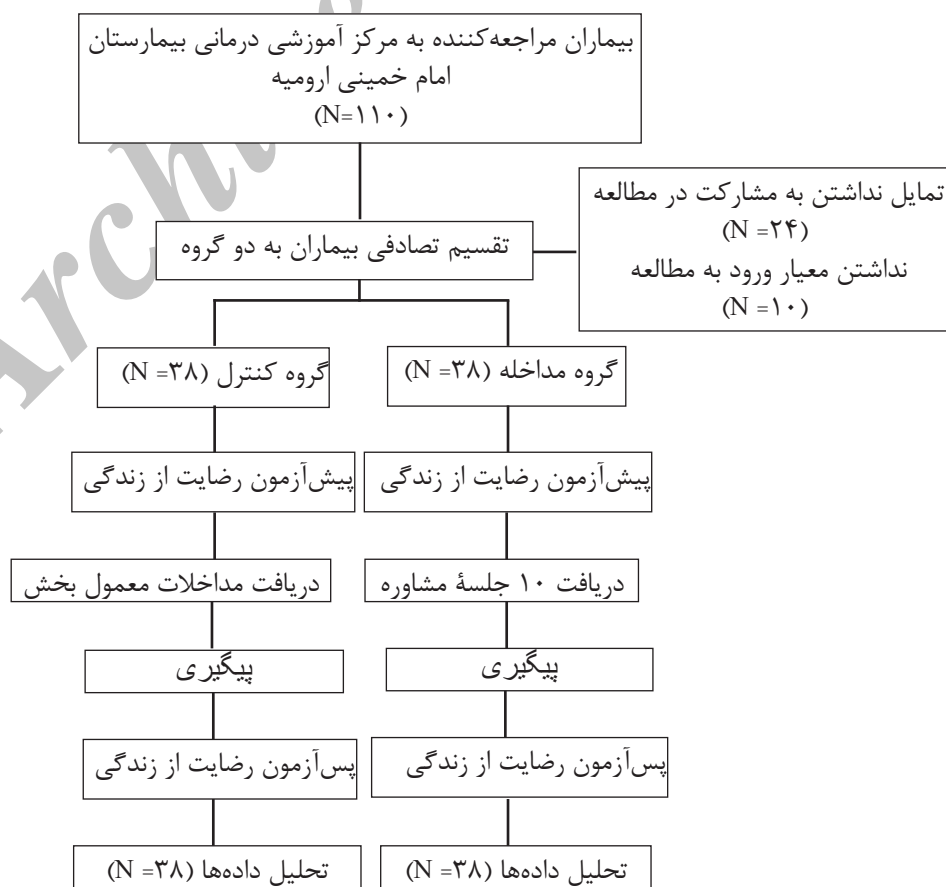 بیماران مراجعه‌کننده به مرکز آموزشی درمانی بیمارستان
امام خمینی ارومیه
(N=۱۱۰)
تمایل نداشتن به مشارکت در مطالعه
(N =۲۴)
نداشتن معیار ورود به مطالعه
(N =۱۰)
تقسیم تصادفی بیماران به دو گروه
گروه مداخله (N =۳۸)
گروه کنترل (N =۳۸)
پیش‌آزمون رضایت از زندگی
پیش‌آزمون رضایت از زندگی
دریافت ۱۰ جلسهٔ مشاوره
دریافت مداخلات معمول بخش
پیگیری
پیگیری
پس‌آزمون رضایت از زندگی
پس‌آزمون رضایت از زندگی
تحلیل داده‌ها (N =۳۸)
تحلیل داده‌ها (N =۳۸)